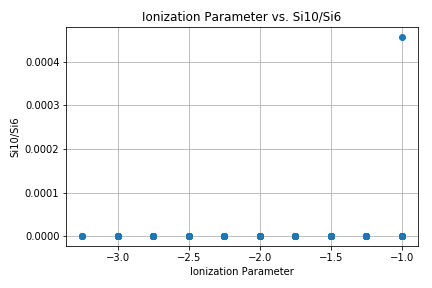 Ionization Parameter vs. Si10/Si6
0.0004
0.0003
0.0002
0.0001
0.0000
Si10/Si6
−3.0 −2.5 −2.0 −1.5 −1.0
Ionization Parameter